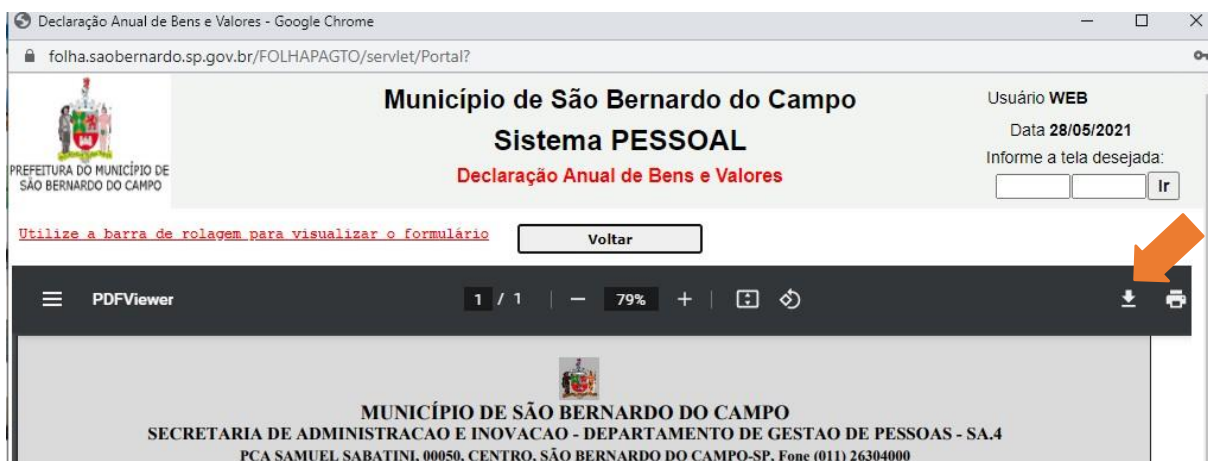 Declaração Anual de Bens e Valores - Google Chrome
folha.saobernardo.sp.gov.br/FOLHAPAGTO/servlet/Portal?
PREFEITURA DO MUNICÍPIO DE
SÃO BERNARDO DO CAMPO
Município de São Bernardo do Campo
Sistema PESSOAL
Declaração Anual de Bens e Valores
Usuário WEB
Data 28/05/2021
Informe a tela desejada:
Ir
Utilize a barra de rolagem para visualizar o formulário
Voltar
PDFViewer
1 / 1
79%
MUNICÍPIO DE SÃO BERNARDO DO CAMPO
SECRETARIA DE ADMINISTRACAO E INOVACAO - DEPARTAMENTO DE GESTAO DE PESSOAS - SA.4
PCA SAMUEL SABATINI, 00050, CENTRO, SÃO BERNARDO DO CAMPO-SP, Fone (011) 26304000